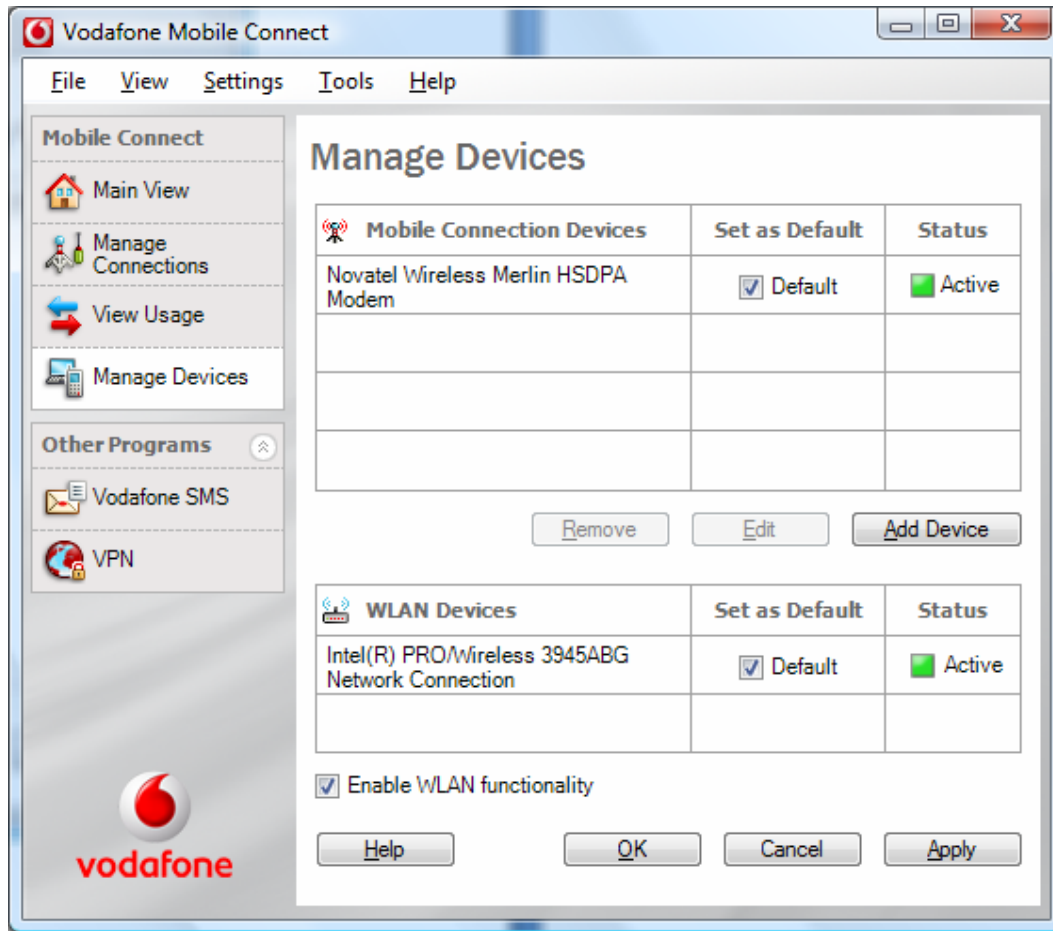 Vodafone Mobile Connect
File View Settings Tools Help
Mobile Connect
Main View
Manage
Connections
View Usage
Manage Devices
Other Programs
Vodafone SMS
VPN
vodafone
Manage Devices
Mobile Connection Devices Set as Default Status
Novatel Wireless Merlin HSDPA
Modem
Default Active
Remove Edit Add Device
WLAN Devices Set as Default Status
Intel(R) PRO/Wireless 3945ABG
Network Connection
Default Active
Enable WLAN functionality
Help OK Cancel Apply